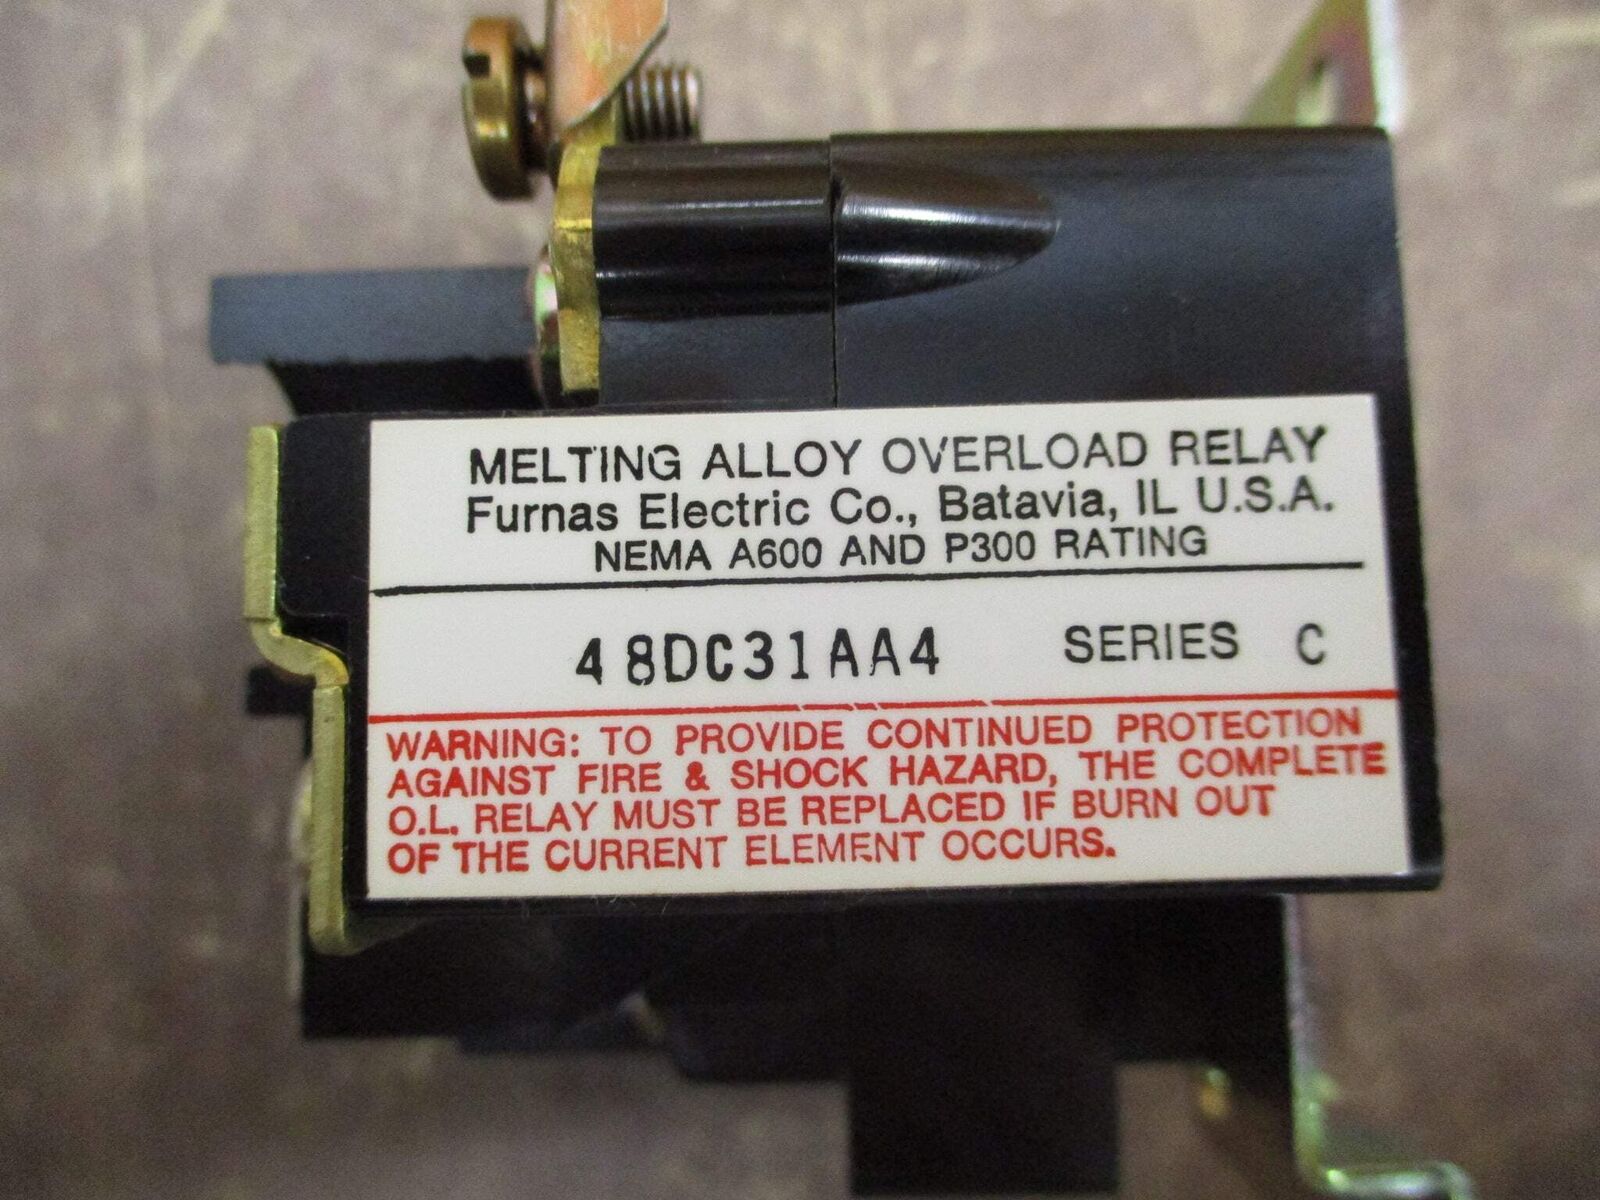 MELTING ALLOY OVERLOAD RELAY
Furnas Electric Co., Batavia, IL U.S.A.
NEMA A600 AND P300 RATING
48DC31AA4 SERIES C
WARNING: TO PROVIDE CONTINUED PROTECTION
AGAINST FIRE & SHOCK HAZARD, THE COMPLETE
O.L. RELAY MUST BE REPLACED IF BURN OUT
OF THE CURRENT ELEMENT OCCURS.